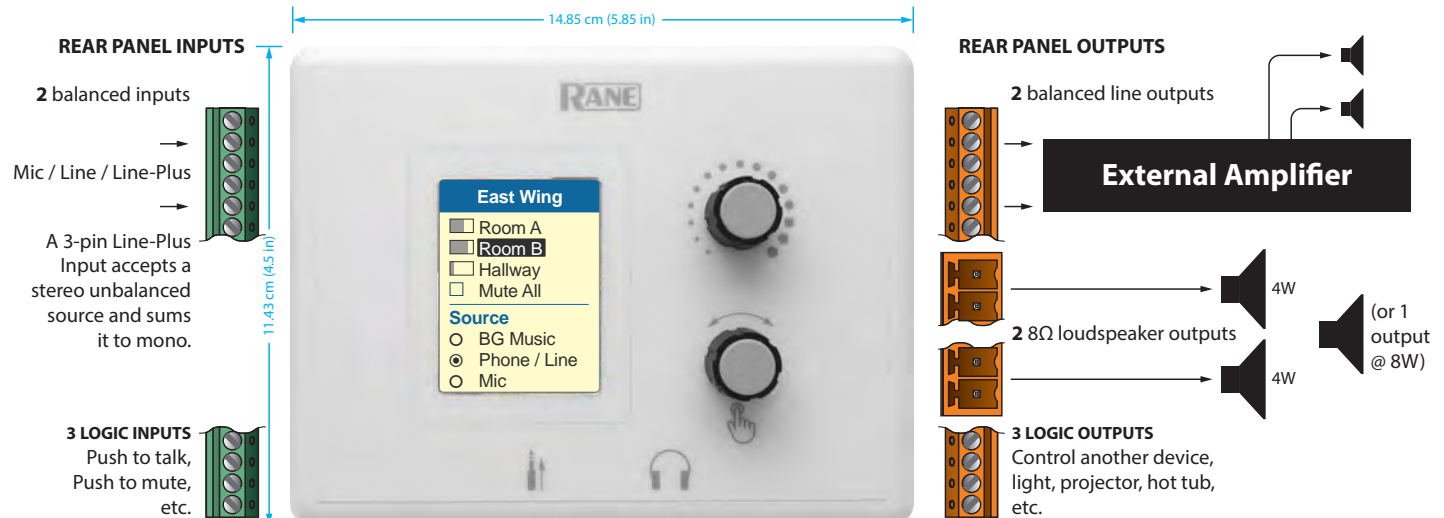 14.85 cm (5.85 in)
REAR PANEL INPUTS
2 balanced inputs
Mic / Line / Line-Plus
A 3-pin Line-Plus
Input accepts a
stereo unbalanced
source and sums
it to mono.
3 LOGIC INPUTS
Push to talk,
Push to mute,
etc.
11.43 cm (4.5 in)
RANE
East Wing
Room A
Room B
Hallway
Mute All
Source
BG Music
Phone / Line
Mic
REAR PANEL OUTPUTS
2 balanced line outputs
External Amplifier
4W
2 8Ω loudspeaker outputs
4W
(or 1
output
@ 8W)
3 LOGIC OUTPUTS
Control another device,
light, projector, hot tub,
etc.